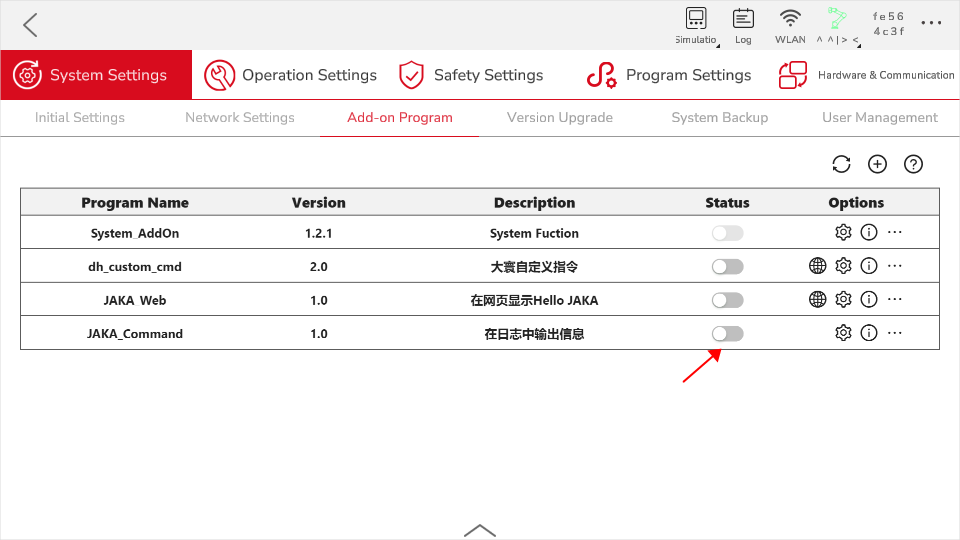 Simulatio
Log
WLAN
^ ^|> <
fe56
4c3f
System Settings
Operation Settings
Safety Settings
Program Settings
Hardware & Communication
Initial Settings
Network Settings
Add-on Program
Version Upgrade
System Backup
User Management
Program Name Version Description Status Options
System_AddOn 1.2.1 System Fuction
dh_custom_cmd 2.0 大寰自定义指令
JAKA_Web 1.0 在网页显示Hello JAKA
JAKA_Command 1.0 在日志中输出信息